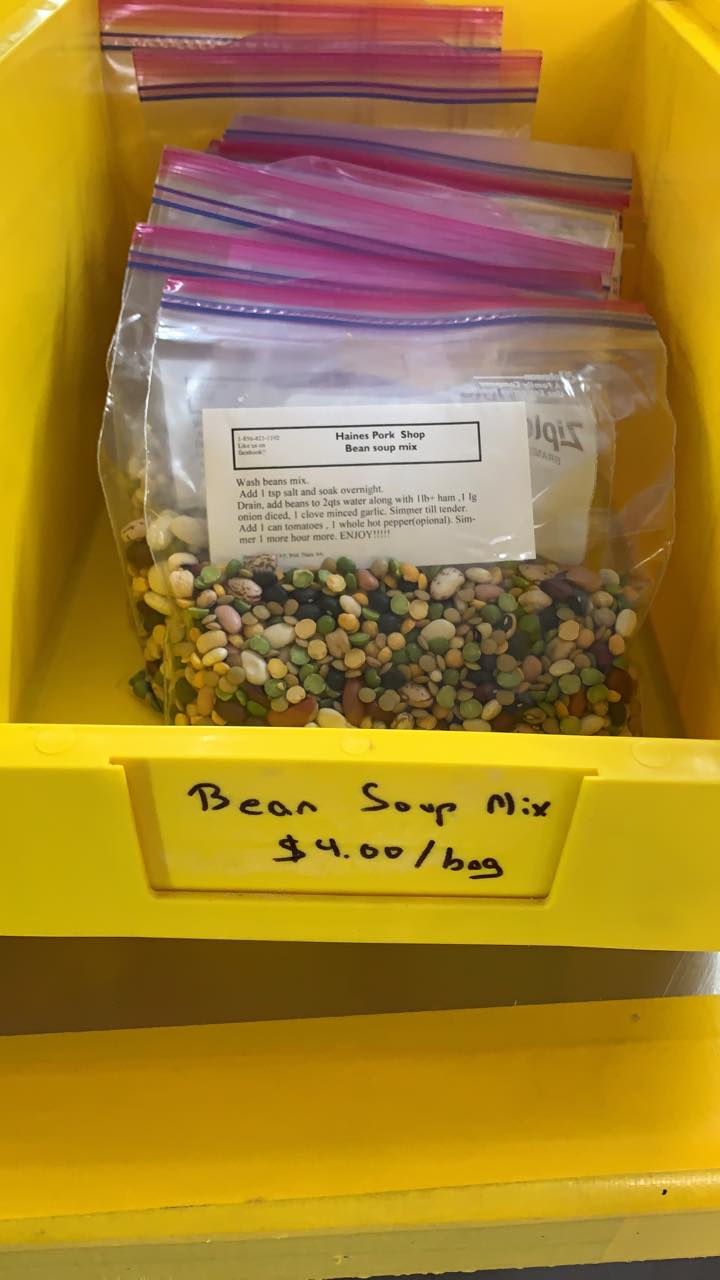 Ziploc
1-856-423-1192
Like us on
facebook!!
Haines Pork Shop
Bean soup mix
Wash beans mix.
Add 1 tsp salt and soak overnight.
Drain, add beans to 2qts water along with 1lb+ ham ,1 lg
onion diced, 1 clove minced garlic. Simmer till tender.
Add 1 can tomatoes , 1 whole hot pepper(opional). Sim-
mer 1 more hour more. ENJOY!!!!!
Bean Soup Mix
$4.00/bag